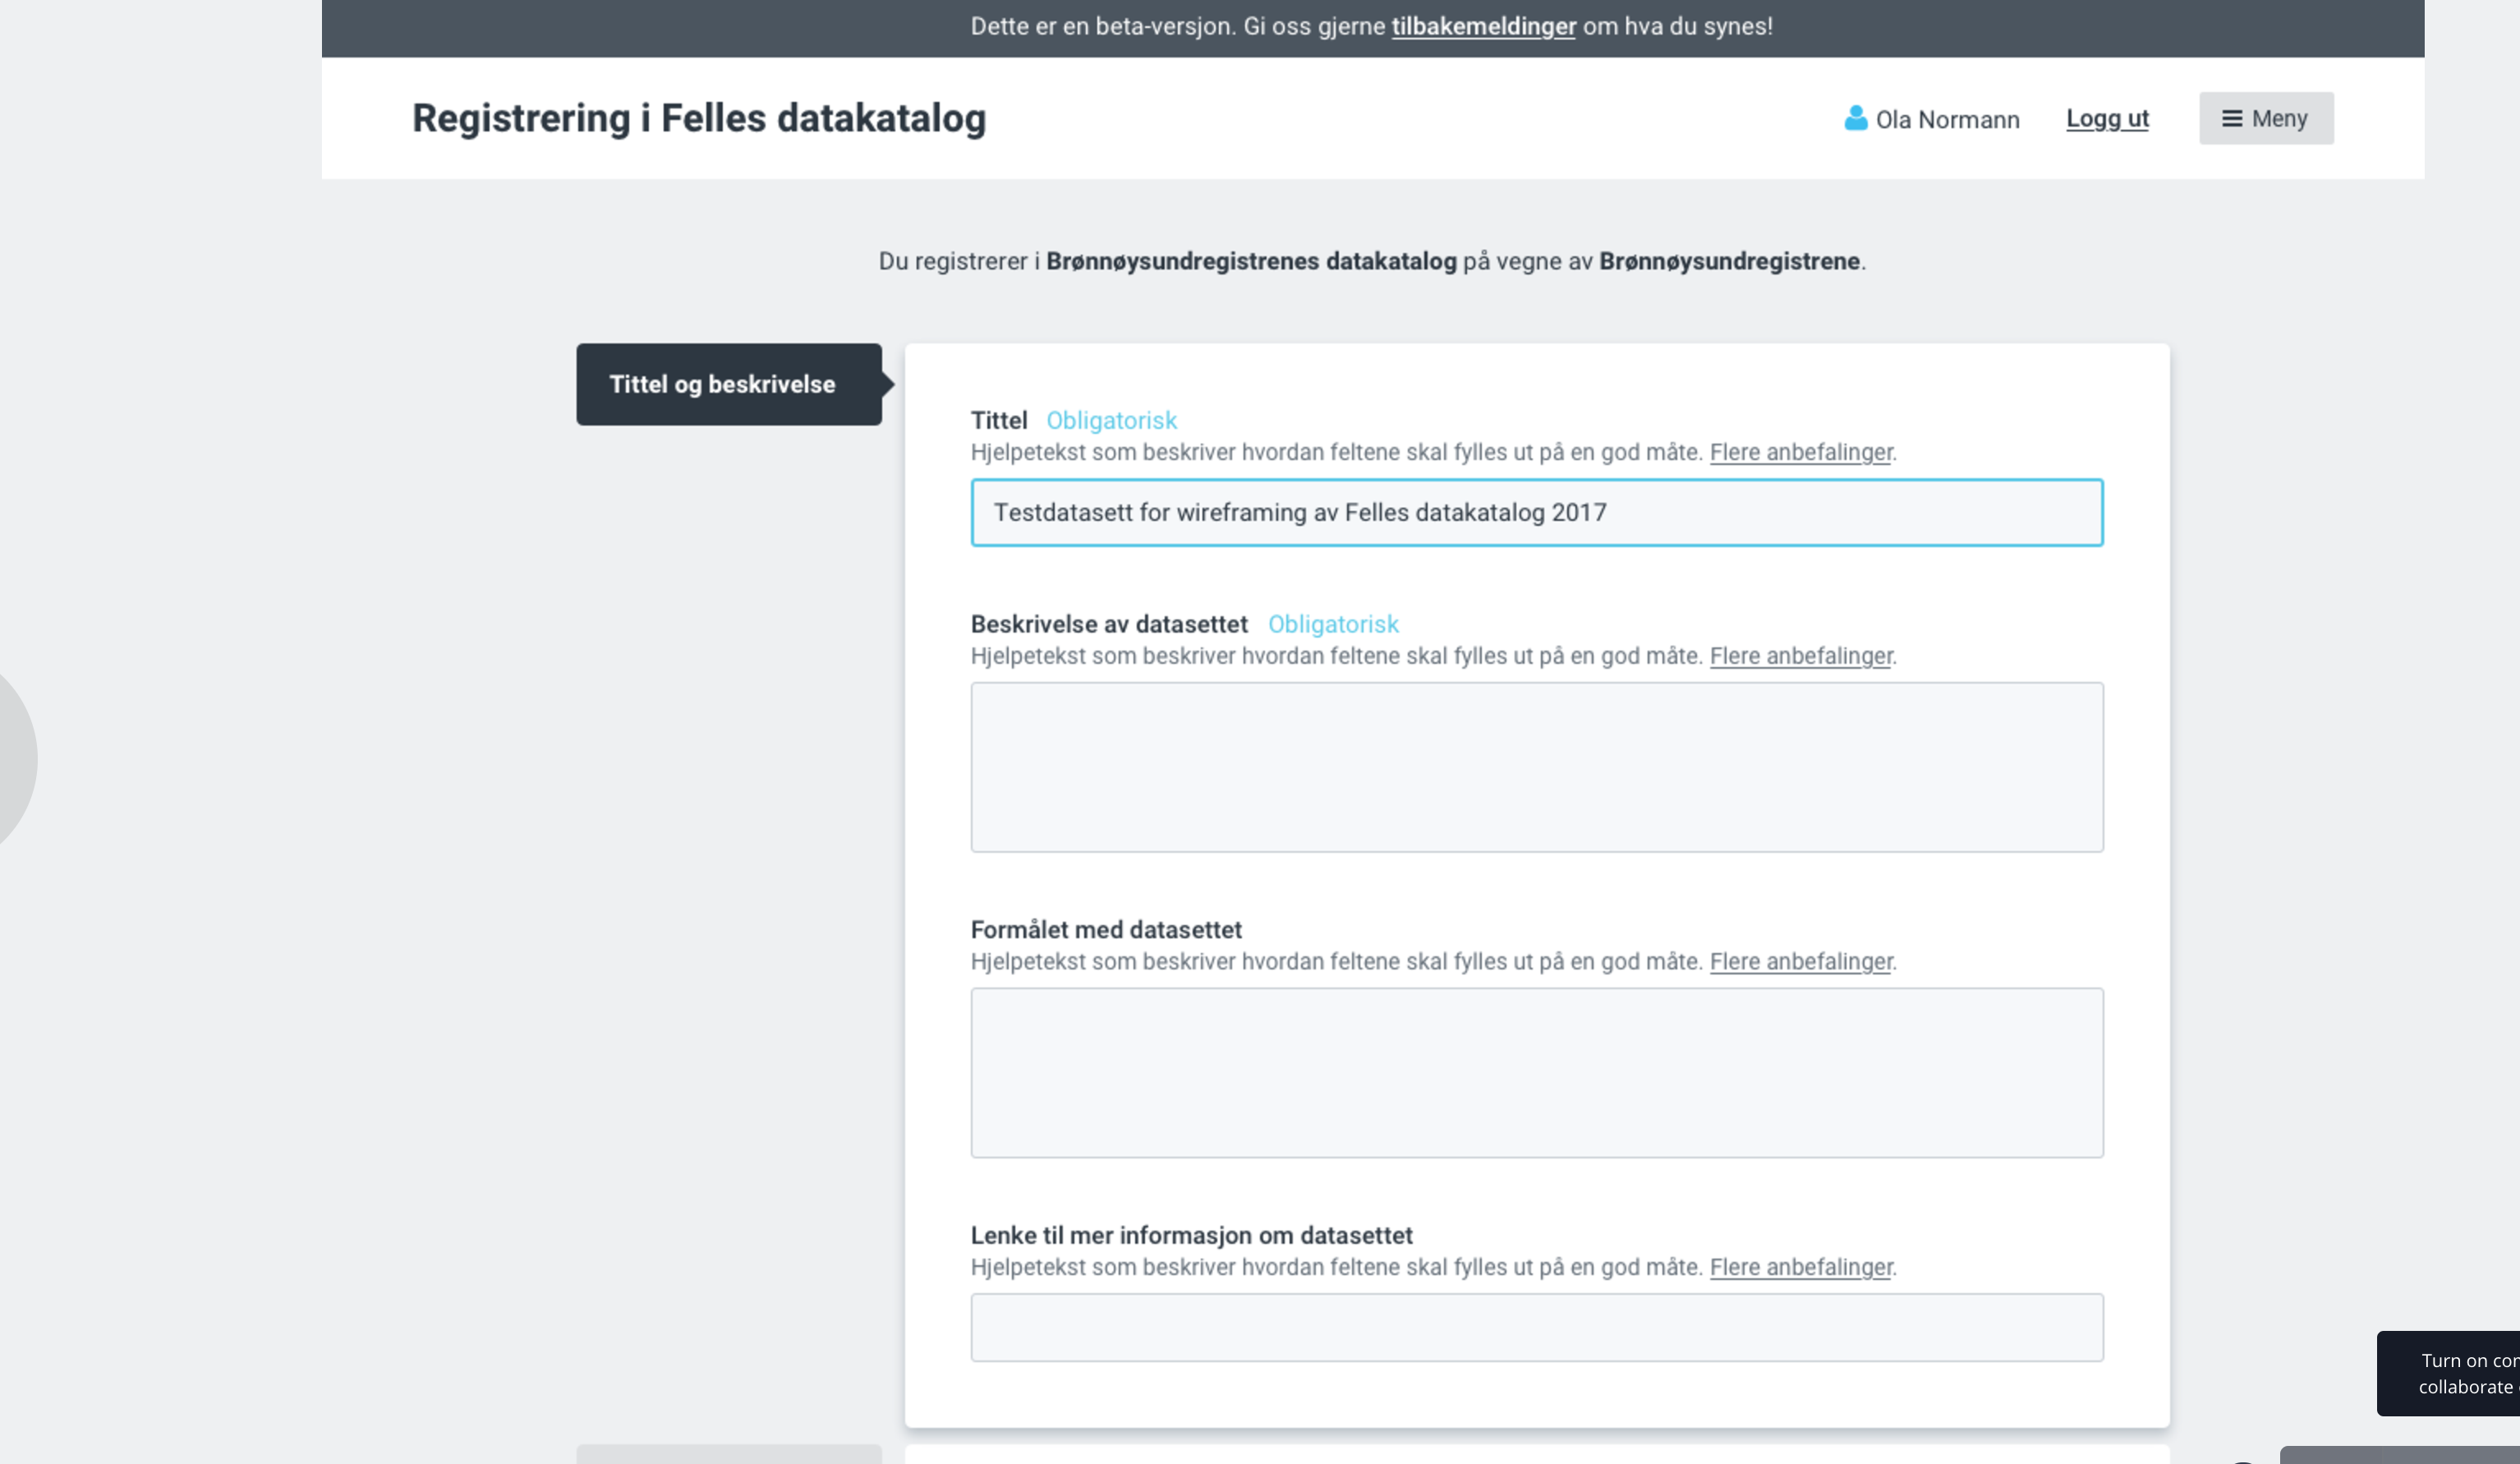 Dette er en beta-versjon. Gi oss gjerne tilbakemeldinger om hva du synes!
Registrering i Felles datakatalog
Ola Normann
Logg ut
Meny
Du registrerer i Brønnøysundregistrenes datakatalog på vegne av Brønnøysundregistrene.
Tittel og beskrivelse
Tittel Obligatorisk
Hjelpetekst som beskriver hvordan feltene skal fylles ut på en god måte. Flere anbefalinger.
Testdatasett for wireframing av Felles datakatalog 2017
Beskrivelse av datasettet Obligatorisk
Hjelpetekst som beskriver hvordan feltene skal fylles ut på en god måte. Flere anbefalinger.
Formålet med datasettet
Hjelpetekst som beskriver hvordan feltene skal fylles ut på en god måte. Flere anbefalinger.
Lenke til mer informasjon om datasettet
Hjelpetekst som beskriver hvordan feltene skal fylles ut på en god måte. Flere anbefalinger.
Turn on
collaborate